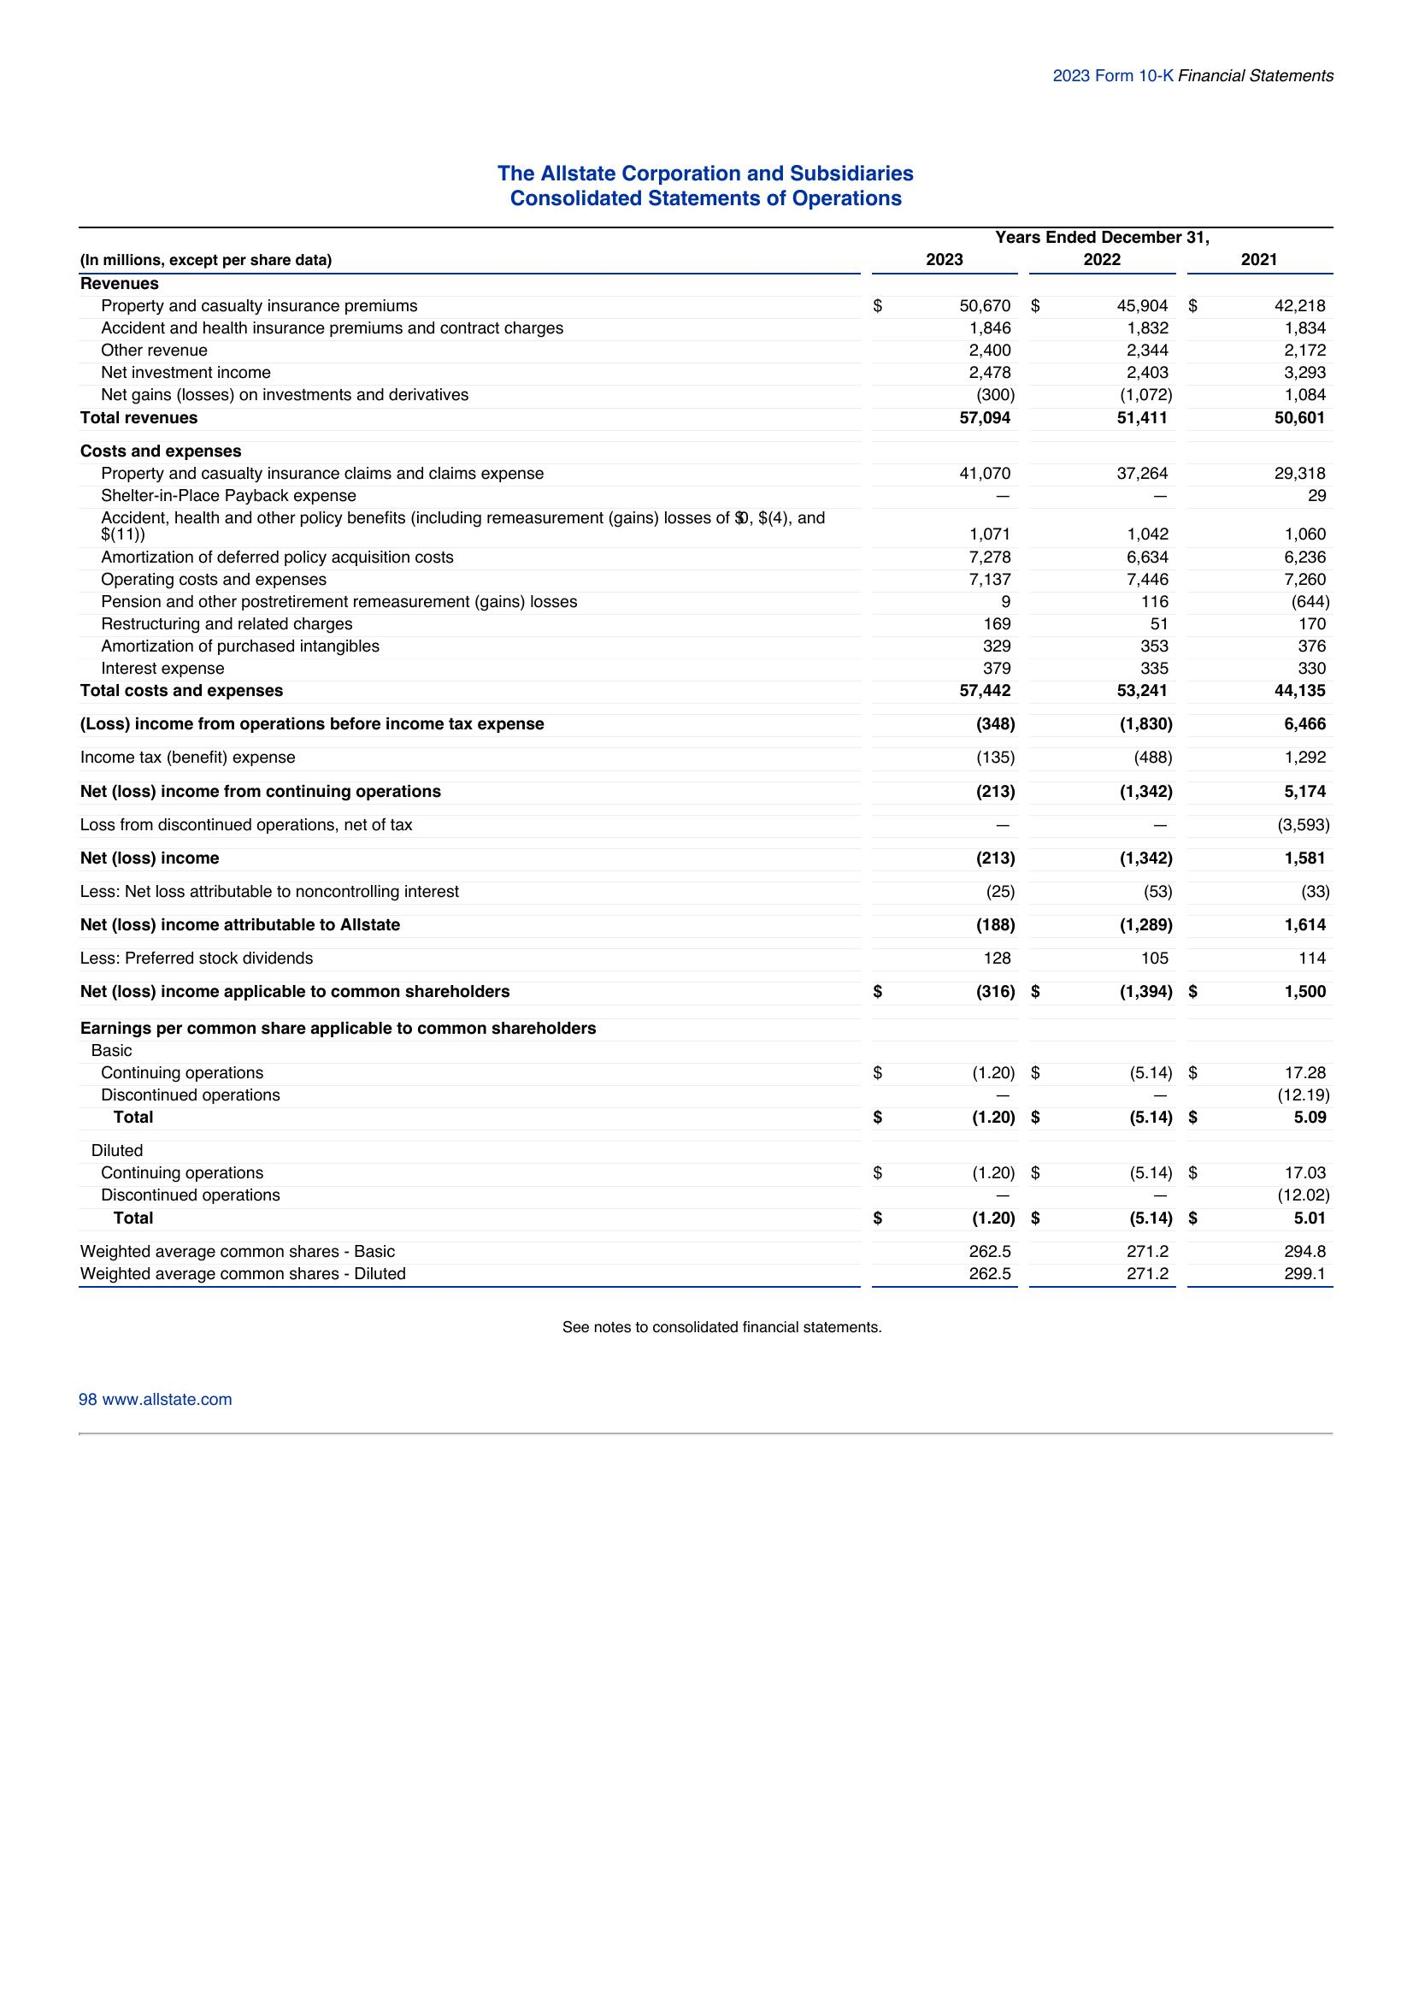 2023 Form 10-K Financial Statements
The Allstate Corporation and Subsidiaries
Consolidated Statements of Operations
Years Ended December 31,
(In millions, except per share data) 2023 2022 2021
Revenues
Property and casualty insurance premiums $ 50,670 $ 45,904 $ 42,218
Accident and health insurance premiums and contract charges 1,846 1,832 1,834
Other revenue 2,400 2,344 2,172
Net investment income 2,478 2,403 3,293
Net gains (losses) on investments and derivatives (300) (1,072) 1,084
Total revenues 57,094 51,411 50,601
Costs and expenses
Property and casualty insurance claims and claims expense 41,070 37,264 29,318
Shelter-in-Place Payback expense — — 29
Accident, health and other policy benefits (including remeasurement (gains) losses of $0, $(4), and
$(11)) 1,071 1,042 1,060
Amortization of deferred policy acquisition costs 7,278 6,634 6,236
Operating costs and expenses 7,137 7,446 7,260
Pension and other postretirement remeasurement (gains) losses 9 116 (644)
Restructuring and related charges 169 51 170
Amortization of purchased intangibles 329 353 376
Interest expense 379 335 330
Total costs and expenses 57,442 53,241 44,135
(Loss) income from operations before income tax expense (348) (1,830) 6,466
Income tax (benefit) expense (135) (488) 1,292
Net (loss) income from continuing operations (213) (1,342) 5,174
Loss from discontinued operations, net of tax — — (3,593)
Net (loss) income (213) (1,342) 1,581
Less: Net loss attributable to noncontrolling interest (25) (53) (33)
Net (loss) income attributable to Allstate (188) (1,289) 1,614
Less: Preferred stock dividends 128 105 114
Net (loss) income applicable to common shareholders $ (316) $ (1,394) $ 1,500
Earnings per common share applicable to common shareholders
Basic
Continuing operations $ (1.20) $ (5.14) $ 17.28
Discontinued operations — — (12.19)
Total $ (1.20) $ (5.14) $ 5.09
Diluted
Continuing operations $ (1.20) $ (5.14) $ 17.03
Discontinued operations — — (12.02)
Total $ (1.20) $ (5.14) $ 5.01
Weighted average common shares - Basic 262.5 271.2 294.8
Weighted average common shares - Diluted 262.5 271.2 299.1
See notes to consolidated financial statements.
98 www.allstate.com